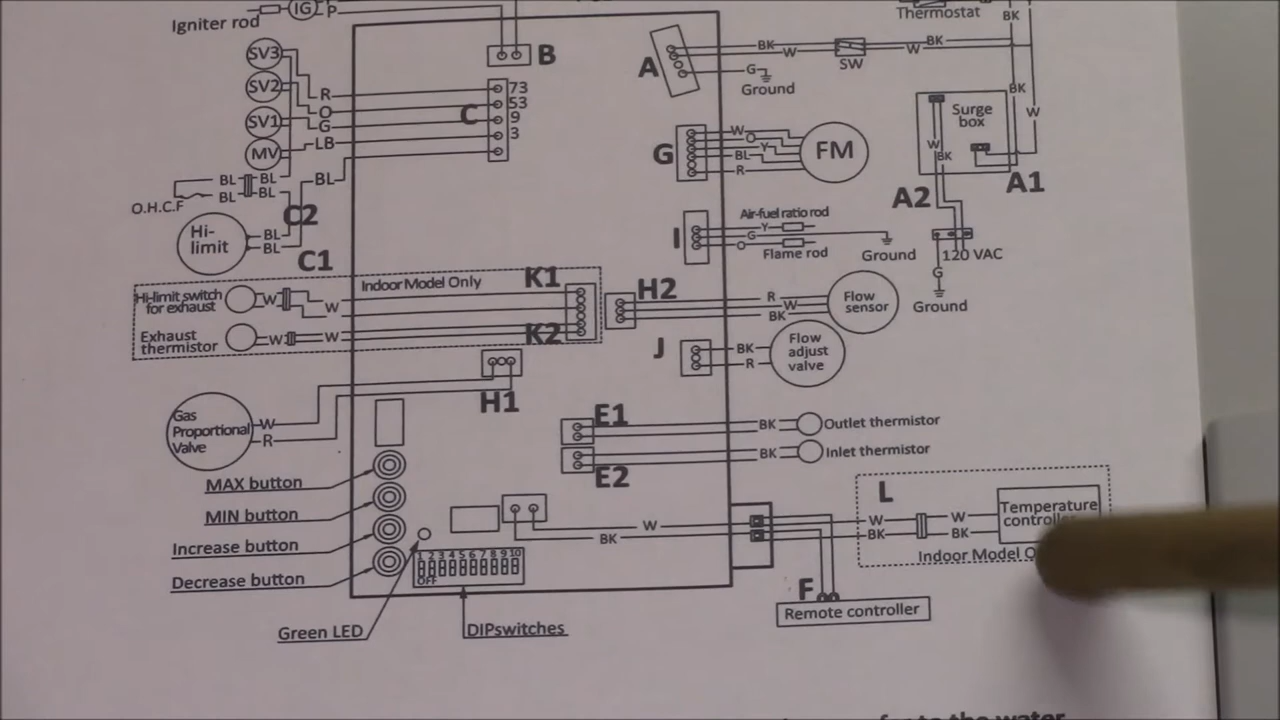 Igniter rod
IG
P
B
Thermostat
BK
A
BK
W
SW
BK
W
G
Ground
SV3
SV2
SV1
MV
R
O
G
LB
C
73
53
9
3
BK
W
Surge
box
W
BK
G
W
O
Y
BL
R
FM
A2
A1
BL
BL
BL
BL
BL
O.H.C.F
C2
Hi-
limit
BL
BL
C1
I
Air-fuel ratio rod
Y
G
O
Flame rod
Ground
120 VAC
G
Ground
Indoor Model Only
K1
Hi-limit switch
for exhaust
W
W
H2
R
W
BK
Flow
sensor
Exhaust
thermistor
W
W
K2
J
BK
R
Flow
adjust
valve
H1
Gas
Proportional
Valve
W
R
E1
BK
Outlet thermistor
E2
BK
Inlet thermistor
MAX button
MIN button
Increase button
Decrease button
W
BK
L
W
BK
W
BK
Temperature
Indoor Model
1 2 3 4 5 6 7 8 9 10
OFF
F
Remote controller
Green LED
DIPswitches
to the water